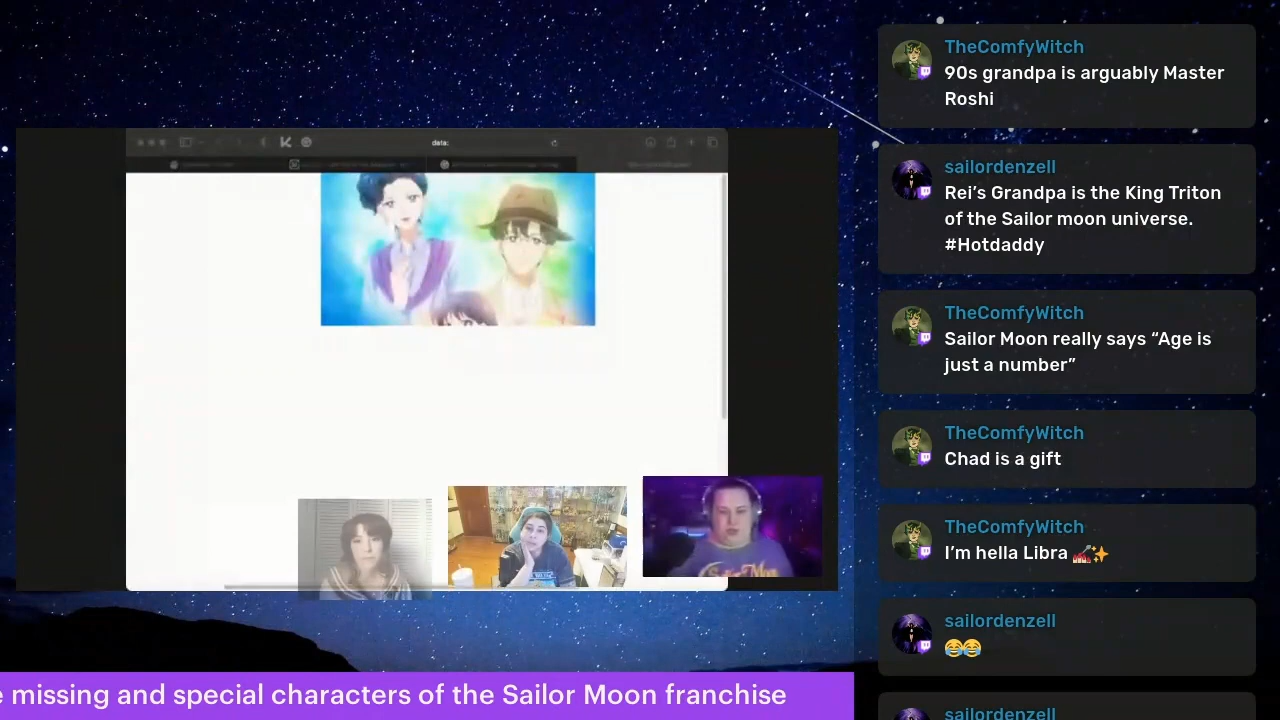 data:
TheComfyWitch
90s grandpa is arguably Master
Roshi
sailordenzell
Rei’s Grandpa is the King Triton
of the Sailor moon universe.
#Hotdaddy
TheComfyWitch
Sailor Moon really says “Age is
just a number”
TheComfyWitch
Chad is a gift
TheComfyWitch
I’m hella Libra 💅✨
sailordenzell
😂😂
sailordenzell
e missing and special characters of the Sailor Moon franchise